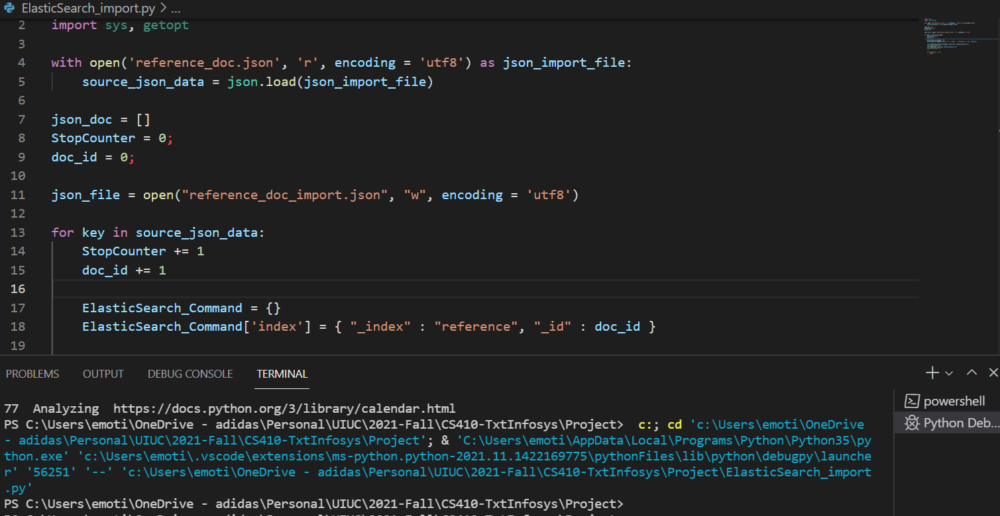 ElasticSearch_import.py > ...
2 import sys, getopt
3
4 with open('reference_doc.json', 'r', encoding = 'utf8') as json_import_file:
5 source_json_data = json.load(json_import_file)
6
7 json_doc = []
8 StopCounter = 0;
9 doc_id = 0;
10
11 json_file = open("reference_doc_import.json", "w", encoding = 'utf8')
12
13 for key in source_json_data:
14 StopCounter += 1
15 doc_id += 1
16
17 ElasticSearch_Command = {}
18 ElasticSearch_Command['index'] = { "_index" : "reference", "_id" : doc_id }
19
PROBLEMS OUTPUT DEBUG CONSOLE TERMINAL
77 Analyzing https://docs.python.org/3/library/calendar.html
PS C:\Users\emoti\OneDrive - adidas\Personal\UIUC\2021-Fall\CS410-TxtInfosys\Project> c:; cd 'c:\Users\emoti\OneDrive
- adidas\Personal\UIUC\2021-Fall\CS410-TxtInfosys\Project'; & 'C:\Users\emoti\AppData\Local\Programs\Python\Python35\py
thon.exe' 'c:\Users\emoti\.vscode\extensions\ms-python.python-2021.11.1422169775\pythonFiles\lib\python\debugpy\launche
r' '56251' '--' 'c:\Users\emoti\OneDrive - adidas\Personal\UIUC\2021-Fall\CS410-TxtInfosys\Project\ElasticSearch_import
.py'
PS C:\Users\emoti\OneDrive - adidas\Personal\UIUC\2021-Fall\CS410-TxtInfosys\Project>
powershell
Python Deb...